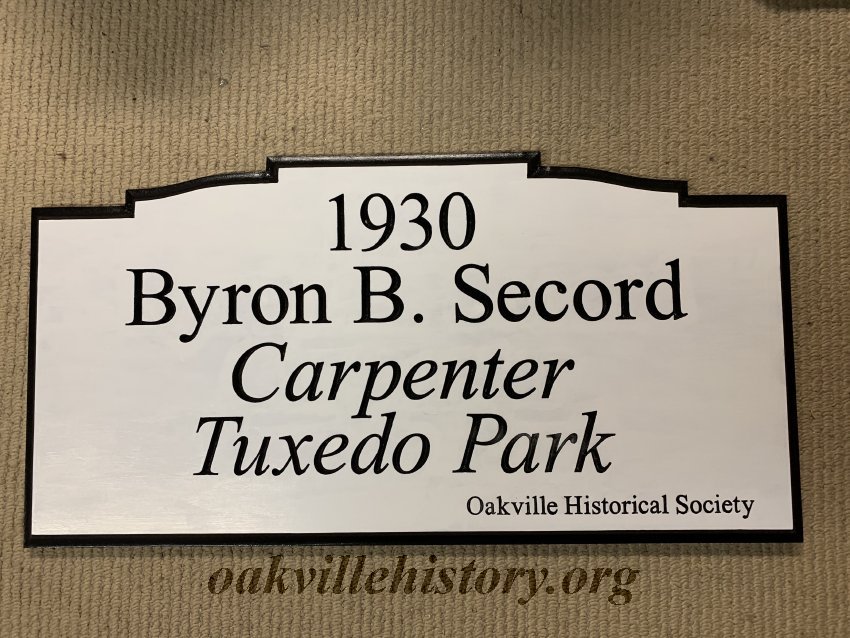 1930
Byron B. Secord
Carpenter
Tuxedo Park
Oakville Historical Society
oakvillehistory.org